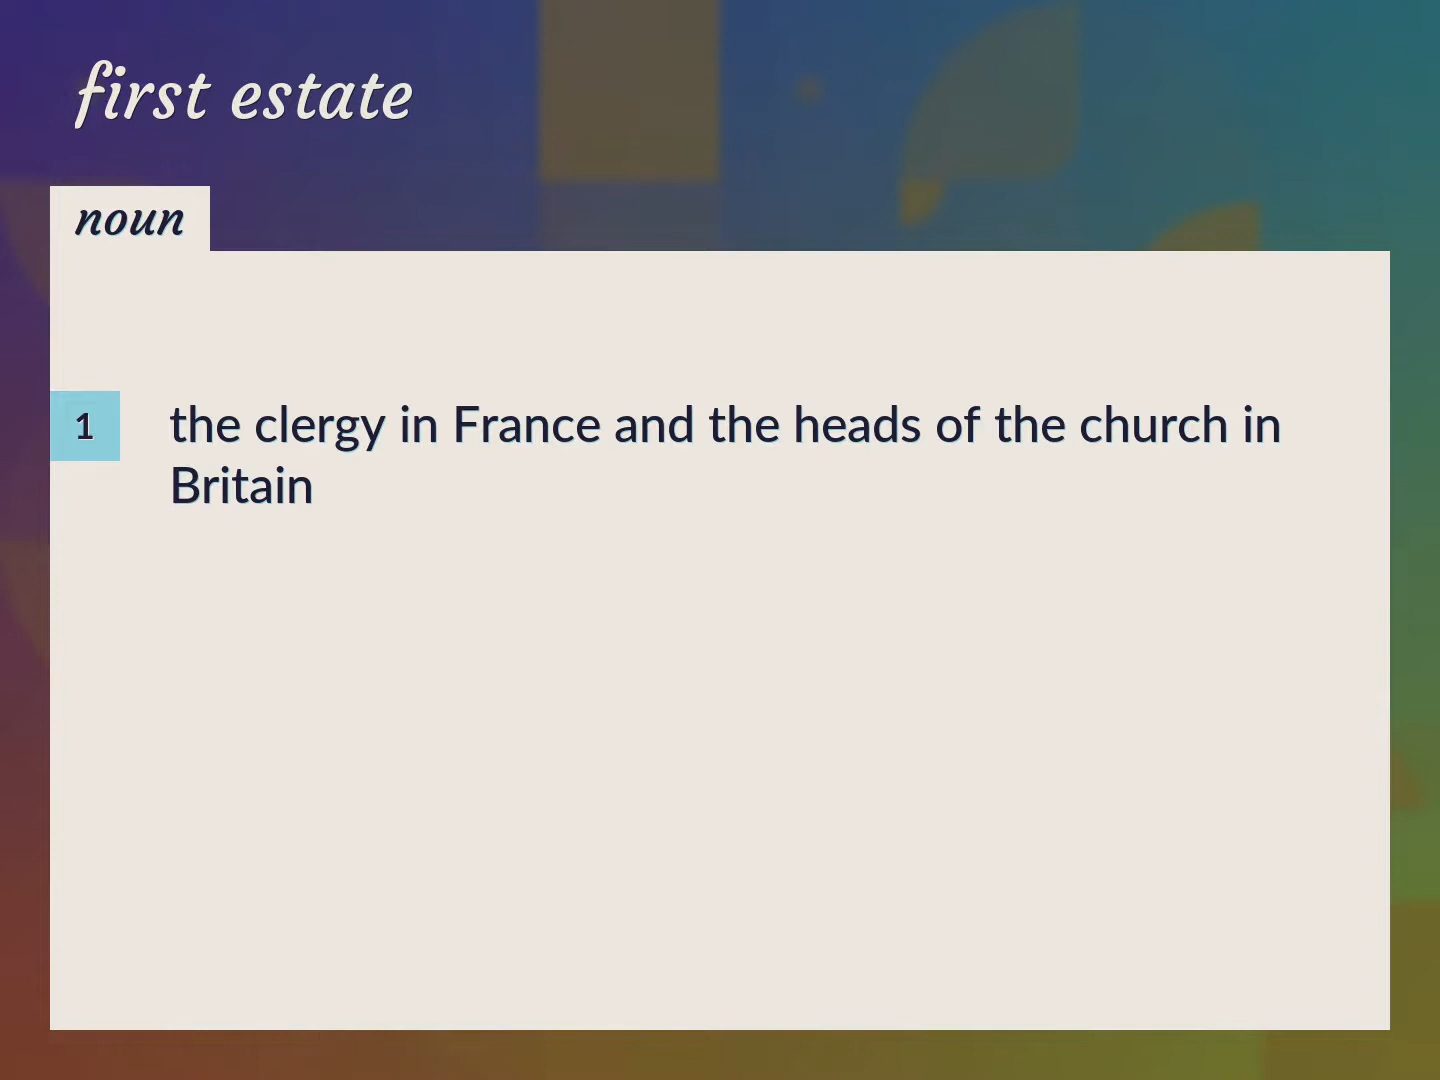 first estate
noun
1 the clergy in France and the heads of the church in
Britain